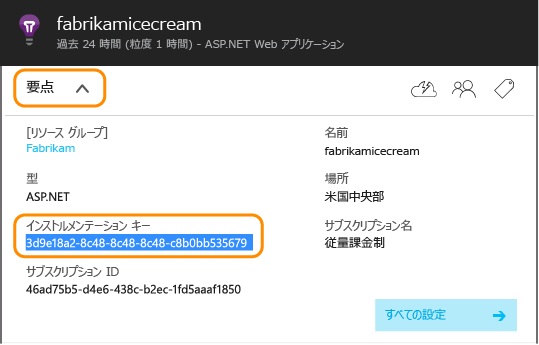 fabrikamicecream
過去 24 時間 (粒度 1 時間) - ASP.NET Web アプリケーション
要点
[リソース グループ]
Fabrikam
名前
fabrikamicecream
型
ASP.NET
場所
米国中央部
インストルメンテーション キー
3d9e18a2-8c48-8c48-8c48-c8b0bb535679
サブスクリプション名
従量課金制
サブスクリプション ID
46ad75b5-d4e6-438c-b2ec-1fd5aaaf1850
すべての設定